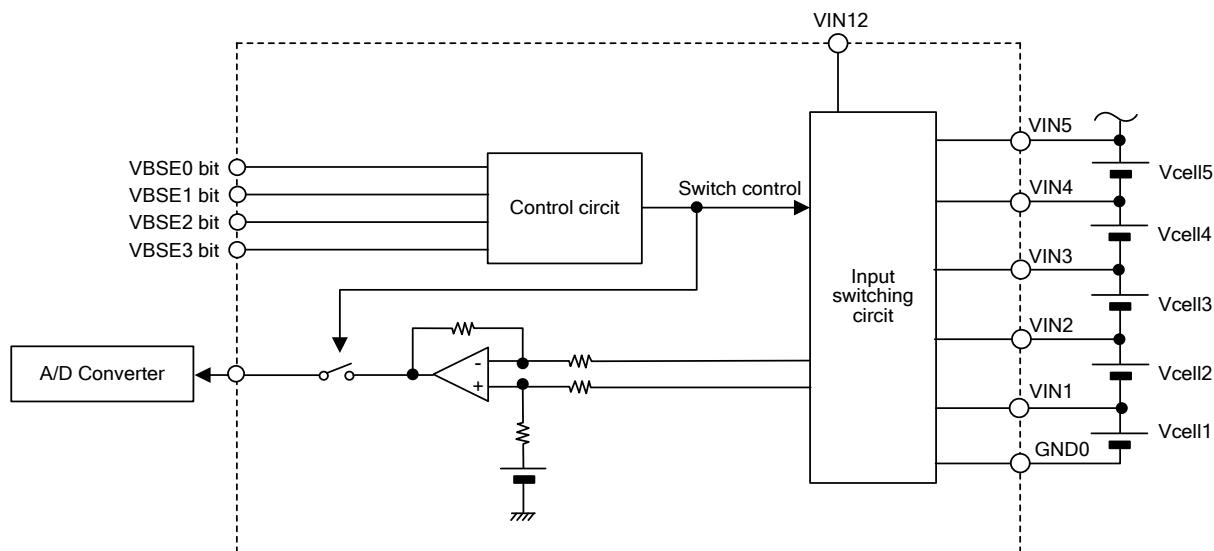 VIN12
VIN5
VBSE0 bit
VBSE1 bit
VBSE2 bit
VBSE3 bit
Control circit
Switch control
Vcell5
VIN4
Vcell4
VIN3
Input
switching
circit
Vcell3
VIN2
A/D Converter
-
+
Vcell2
VIN1
Vcell1
GND0